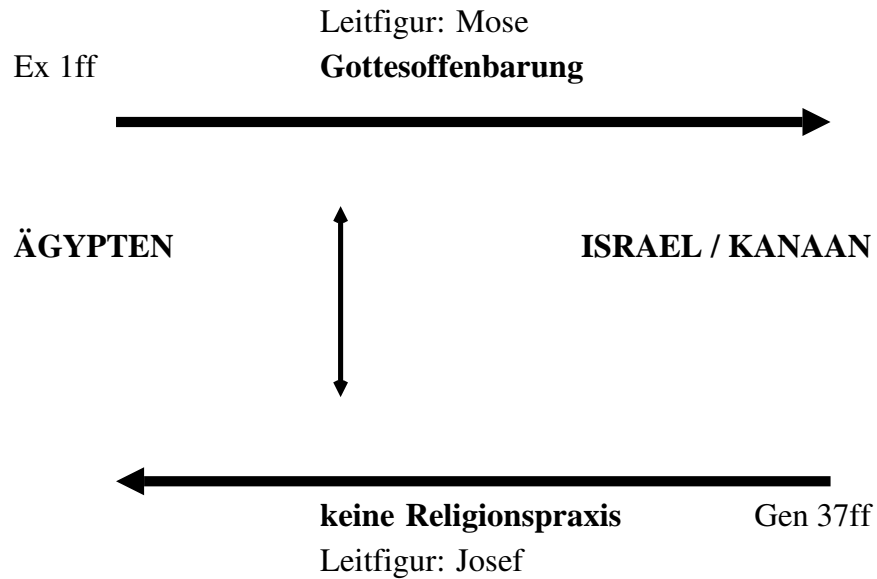 Leitfigur: Mose
Ex 1ff Gottesoffenbarung
ÄGYPTEN ISRAEL / KANAAN
keine Religionspraxis Gen 37ff
Leitfigur: Josef